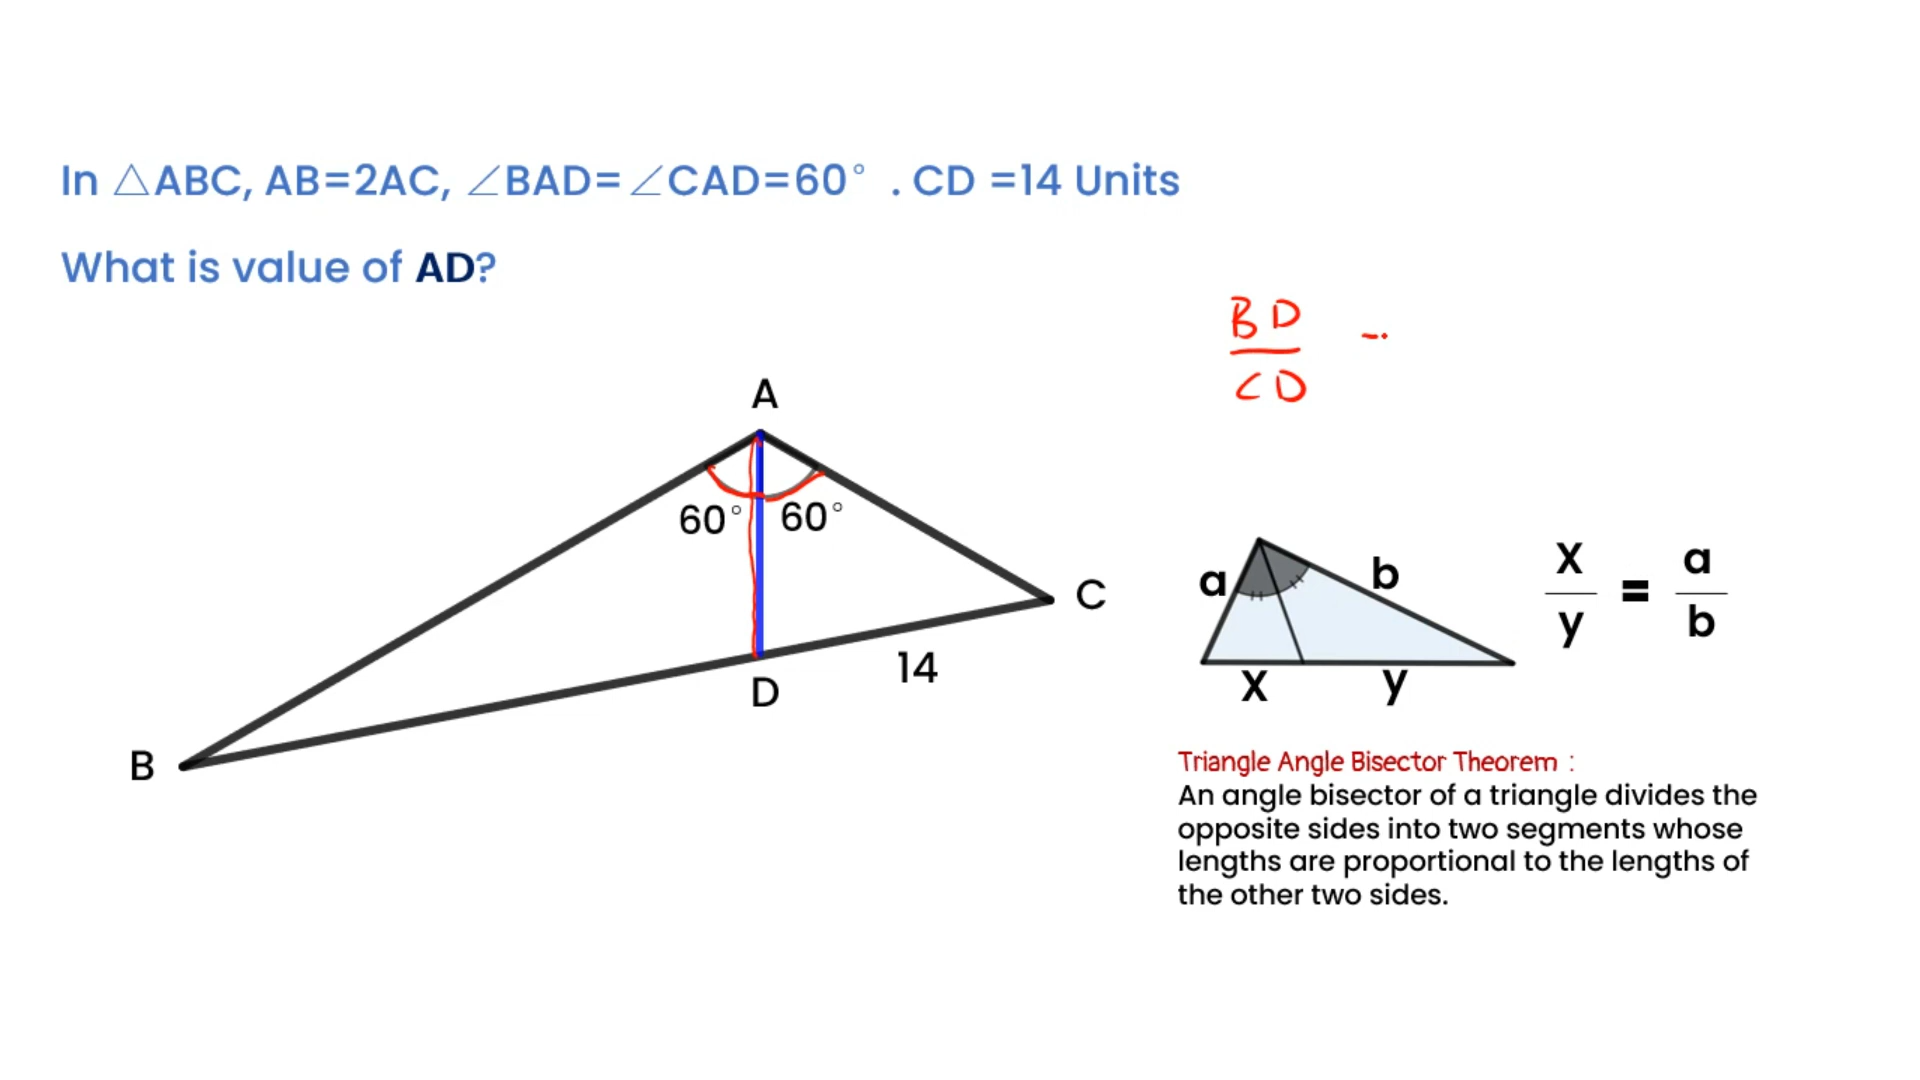 In △ABC, AB=2AC, ∠BAD=∠CAD=60° . CD =14 Units
What is value of AD?
BD
CD
A
60° 60°
C
14
D
B
a
b
x
y
x
y
=
a
b
Triangle Angle Bisector Theorem :
An angle bisector of a triangle divides the
opposite sides into two segments whose
lengths are proportional to the lengths of
the other two sides.